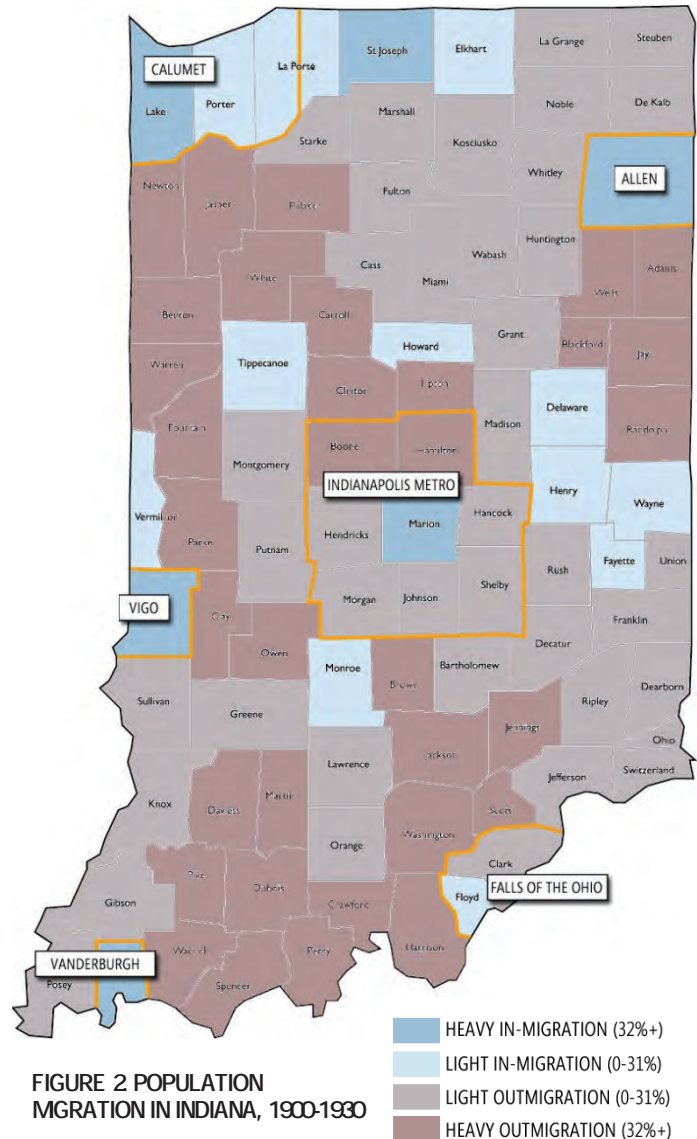 St Joseph
Elkhart
La Grange
Steuben
CALUMET
La Porte
Lake
Porter
Noble
De Kalb
Marshall
Starke
Kosciusko
Whitley
ALLEN
Newton
Jasper
Pulaski
Fulton
Huntington
Wabash
White
Cass
Miami
Wells
Adams
Benton
Carroll
Grant
Howard
Blackford
Jay
Tippecanoe
Warren
Clinton
Tipton
Delaware
Madison
Randolph
Fountain
Boone
Hamilton
Montgomery
INDIANAPOLIS METRO
Henry
Wayne
Vermillion
Hancock
Marion
Hendricks
Parke
Putnam
Fayette
Union
Rush
Shelby
VIGO
Morgan
Johnson
Clay
Franklin
Decatur
Owen
Monroe
Brown
Bartholomew
Dearborn
Sullivan
Ripley
Greene
Jennings
Ohio
Jackson
Lawrence
Switzerland
Jefferson
Knox
Martin
Daviess
Scott
Washington
Orange
Clark
Pike
Dubois
FALLS OF THE OHIO
Floyd
Gibson
Crawford
Harrison
Warrick
Perry
VANDERBURGH
Posey
Spencer
HEAVY IN-MIGRATION (32%+)
LIGHT IN-MIGRATION (0-31%)
LIGHT OUTMIGRATION (0-31%)
HEAVY OUTMIGRATION (32%+)
FIGURE 2 POPULATION
MIGRATION IN INDIANA, 1900-1930